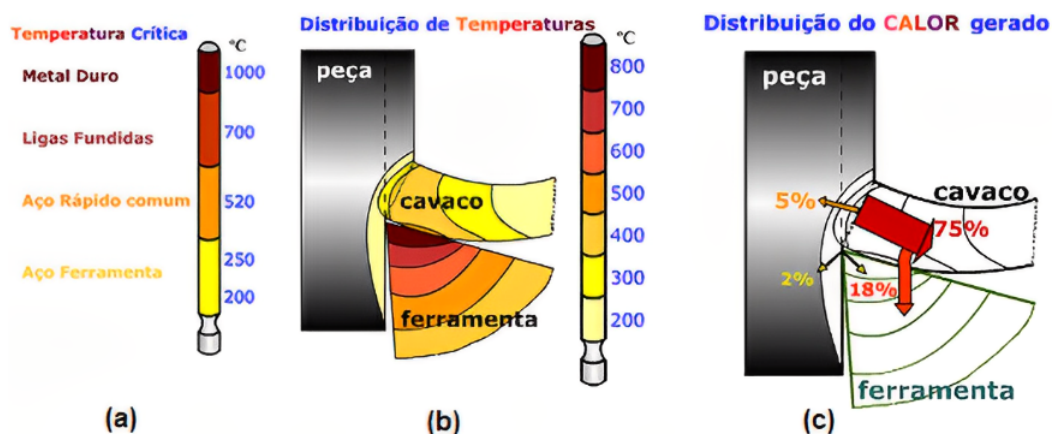 Temperatura Crítica
°C
Metal Duro
1000
Ligas Fundidas
700
Aço Rápido comum
520
Aço Ferramenta
250
200
(a)
Distribuição de Temperaturas
°C
peça
cavaco
ferramenta
800
700
600
500
400
300
200
(b)
Distribuição do CALOR gerado
peça
cavaco
5%
75%
2%
18%
ferramenta
(c)